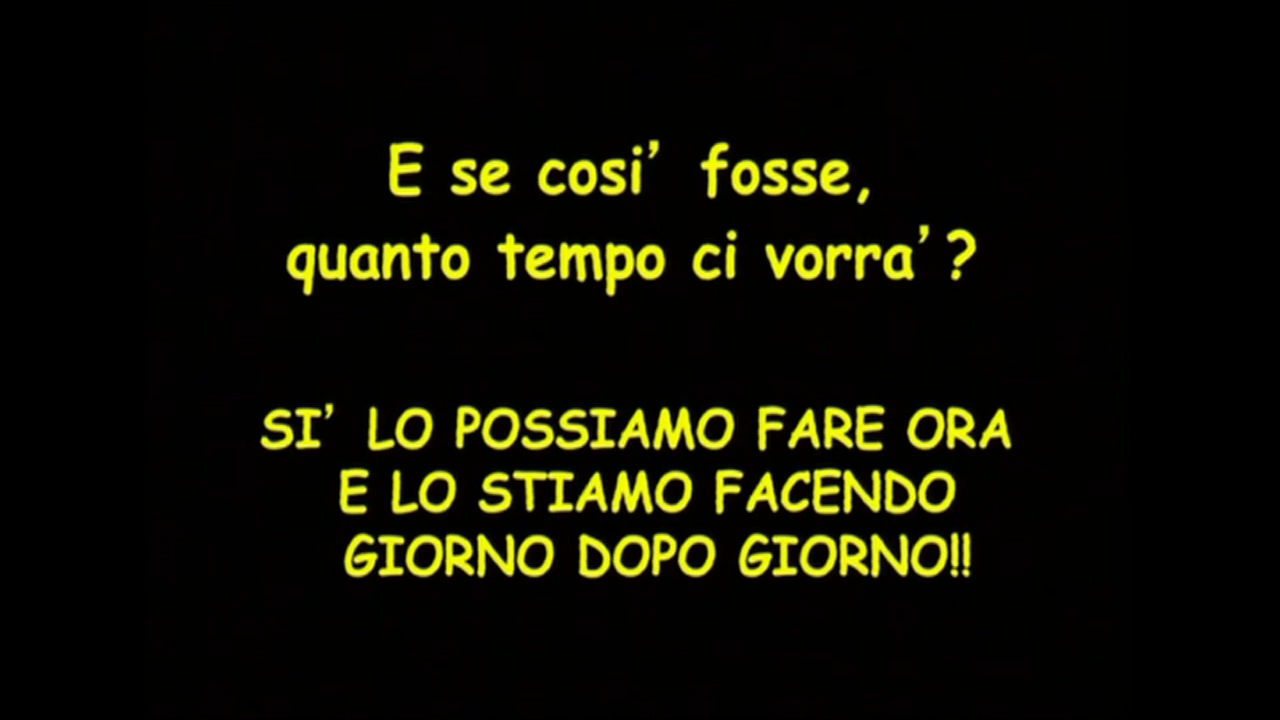 E se cosi’ fosse,
quanto tempo ci vorra’?
SI’ LO POSSIAMO FARE ORA
E LO STIAMO FACENDO
GIORNO DOPO GIORNO!!